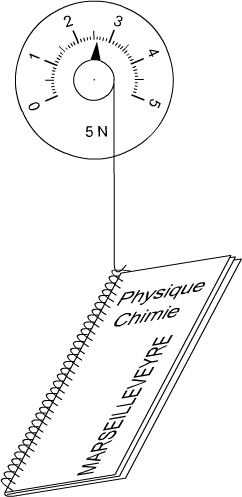 0 1 2 3 4 5
5 N
Physique
Chimie
MARSEILLEVEYRE